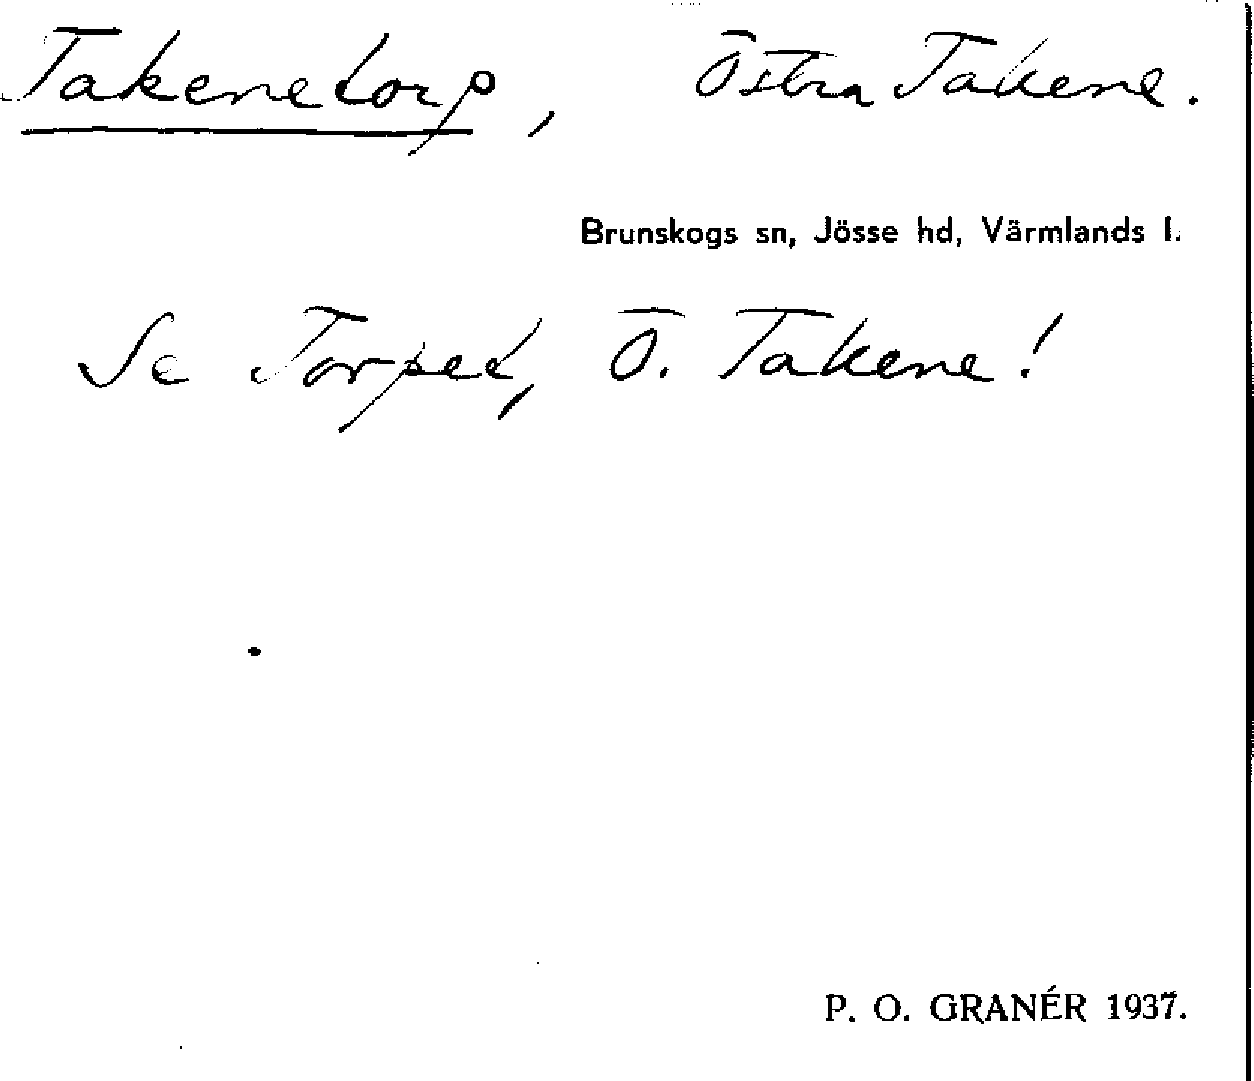 Takenetorp, Östra Takene.
Brunskogs sn, Jösse hd, Värmlands l.
Se Torpet, Ö. Takene!
P. O. GRANÉR 1937.